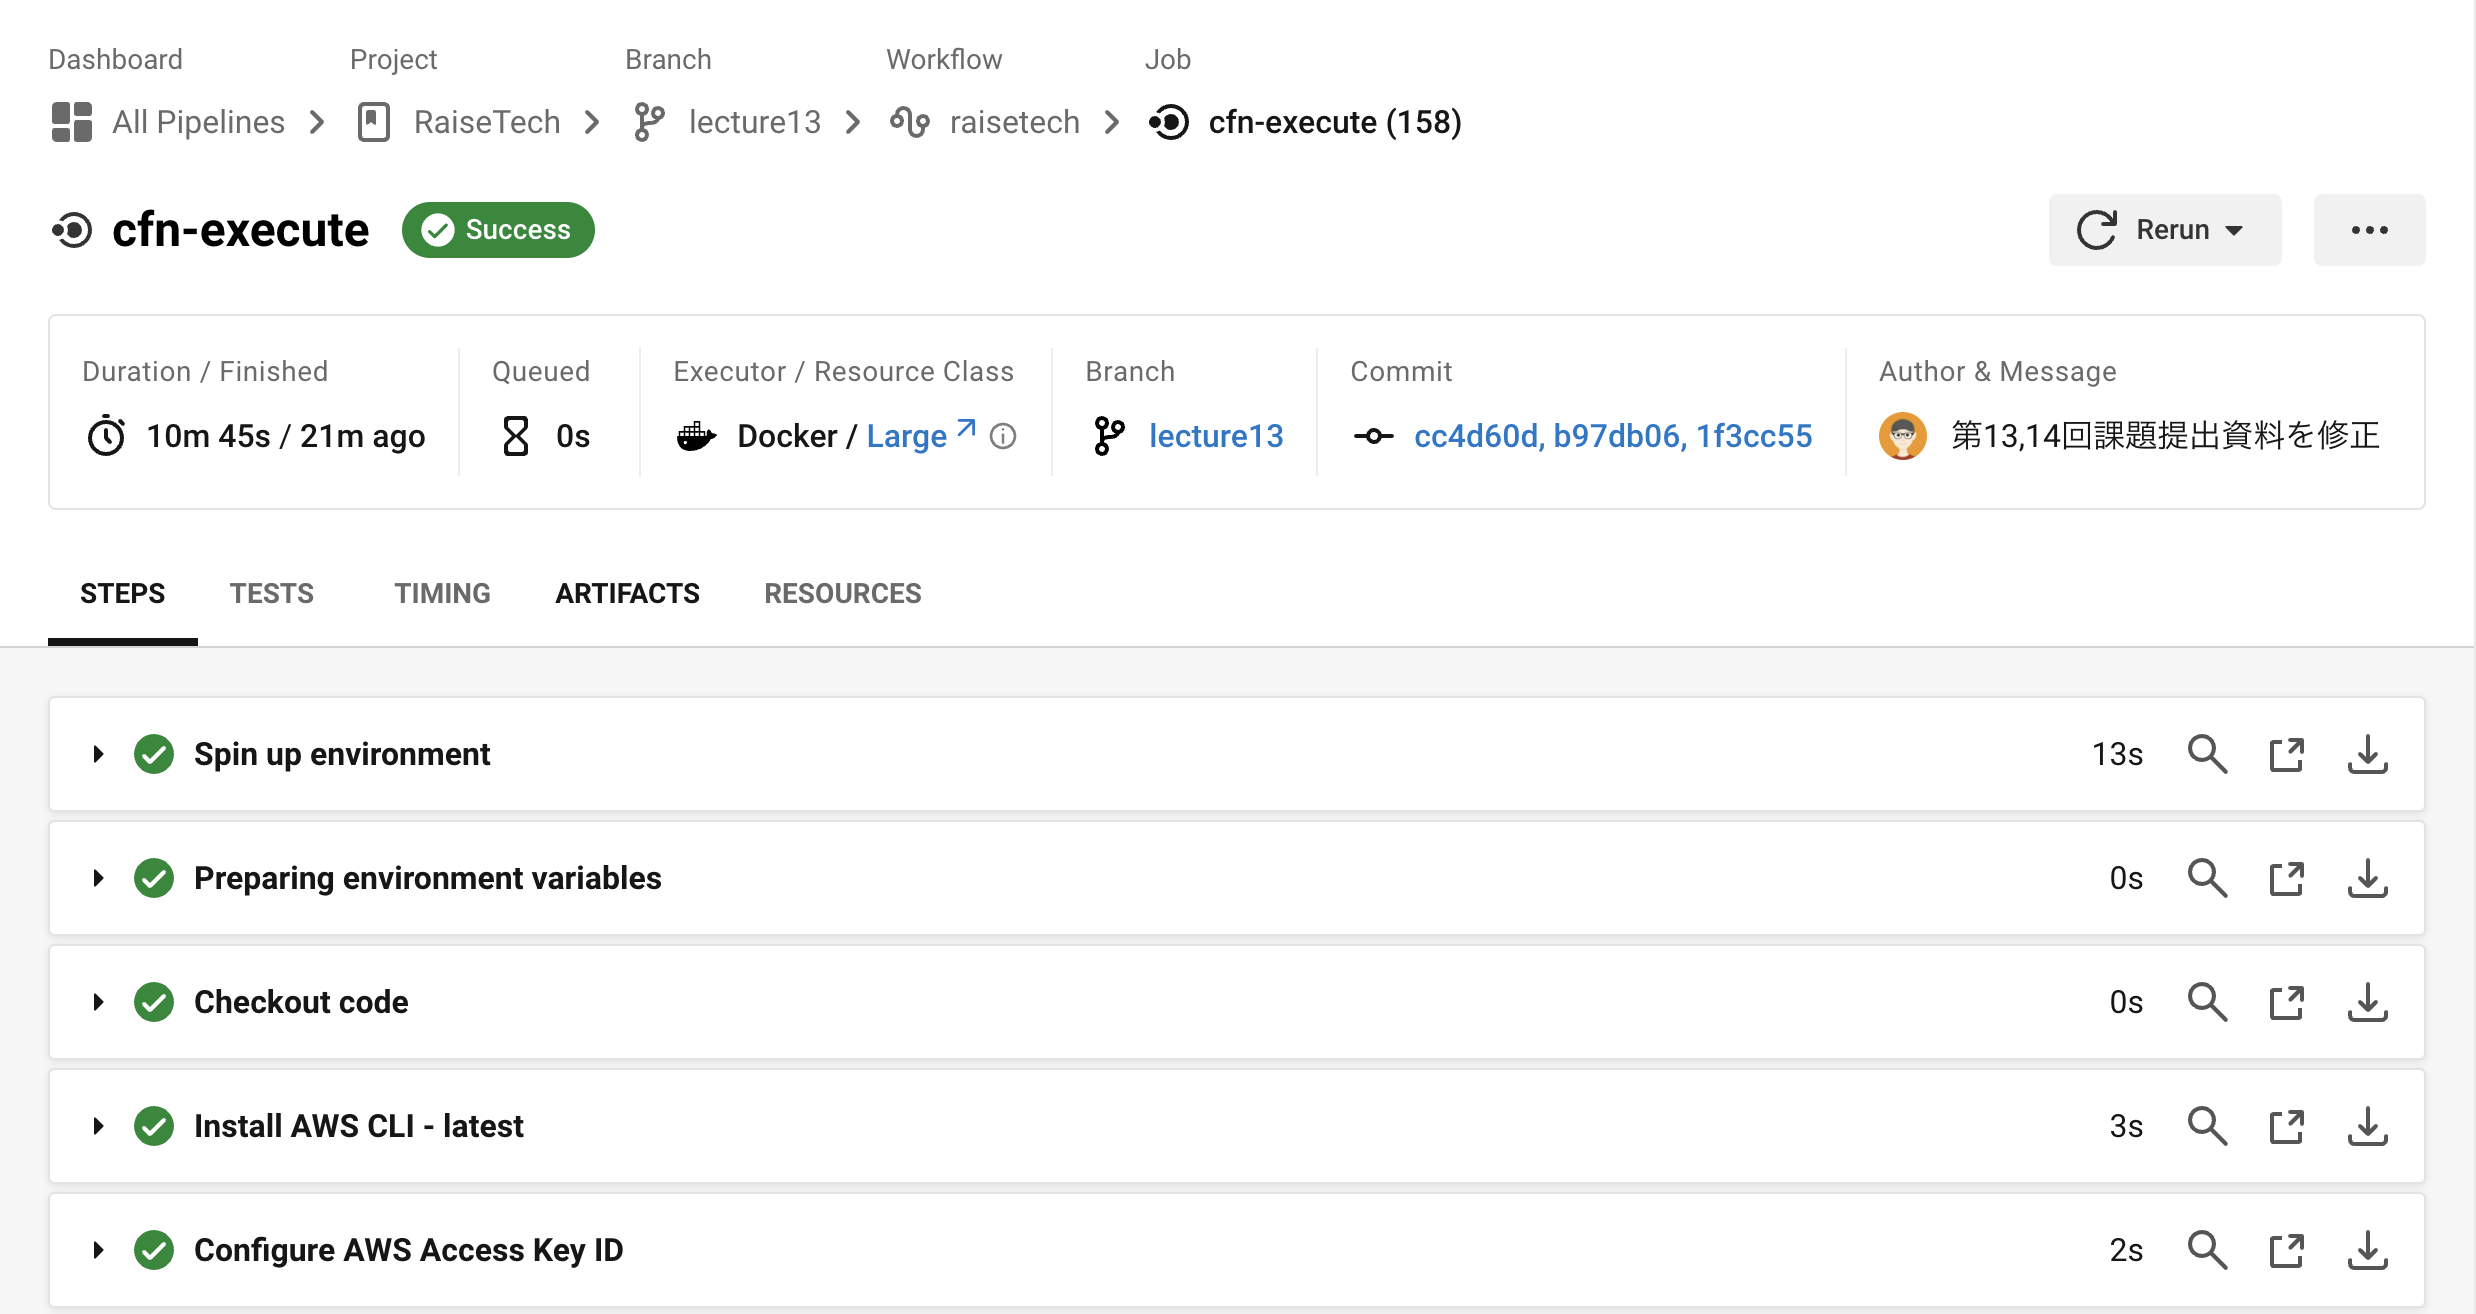 Dashboard Project Branch Workflow Job
All Pipelines RaiseTech lecture13 raisetech cfn-execute (158)
cfn-execute Success Rerun
Duration / Finished Queued Executor / Resource Class Branch Commit Author & Message
10m 45s / 21m ago 0s Docker / Large lecture13 cc4d60d, b97db06, 1f3cc55 第13,14回課題提出資料を修正
STEPS TESTS TIMING ARTIFACTS RESOURCES
Spin up environment 13s
Preparing environment variables 0s
Checkout code 0s
Install AWS CLI - latest 3s
Configure AWS Access Key ID 2s